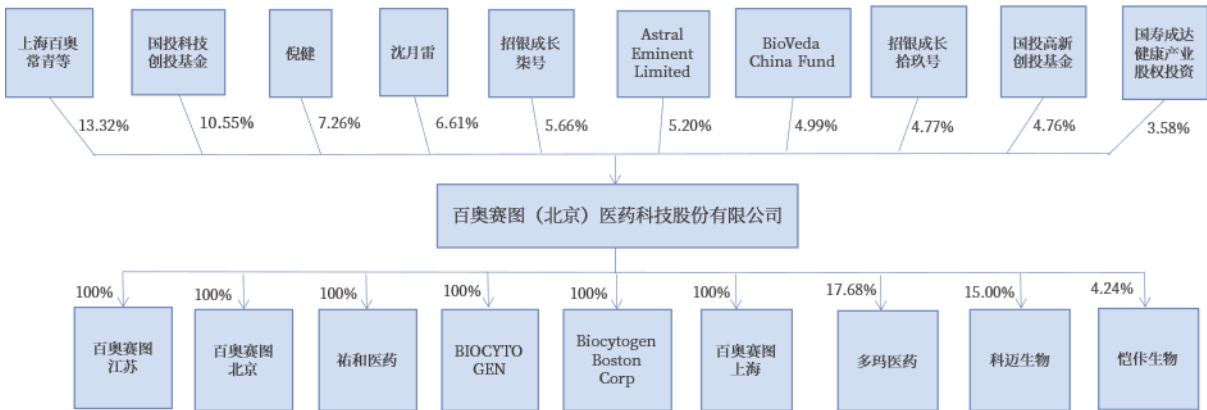 上海百奥
常青等
国投科技
创投基金
倪健
沈月雷
招银成长
柒号
Astral
Eminent
Limited
BioVeda
China Fund
招银成长
拾玖号
国投高新
创投基金
国寿成达
健康产业
股权投资
13.32%
10.55%
7.26%
6.61%
5.66%
5.20%
4.99%
4.77%
4.76%
3.58%
百奥赛图（北京）医药科技股份有限公司
100%
100%
100%
100%
100%
100%
17.68%
15.00%
4.24%
百奥赛图
江苏
百奥赛图
北京
祐和医药
BIOCYTO
GEN
Biocytogen
Boston
Corp
百奥赛图
上海
多玛医药
科迈生物
恺佧生物